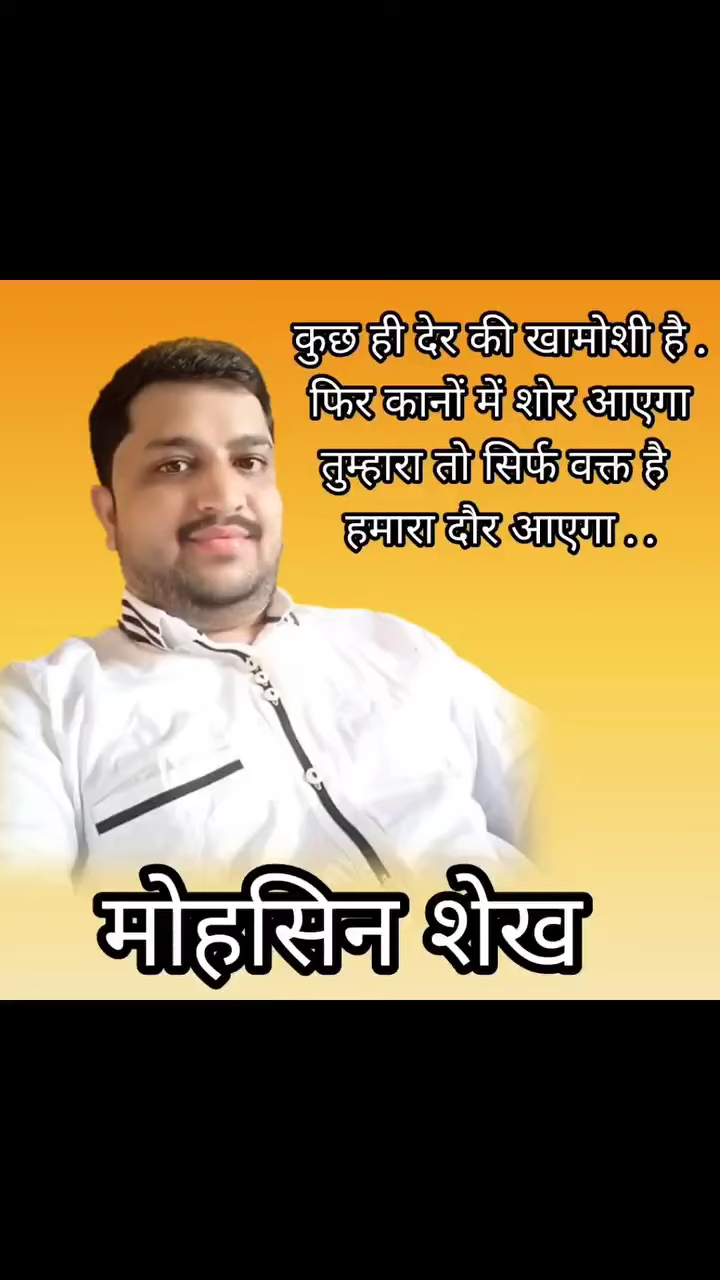 कुछ ही देर की खामोशी है .
फिर कानों में शोर आएगा
तुम्हारा तो सिर्फ वक्त है
हमारा दौर आएगा . .
मोहसिन शेख